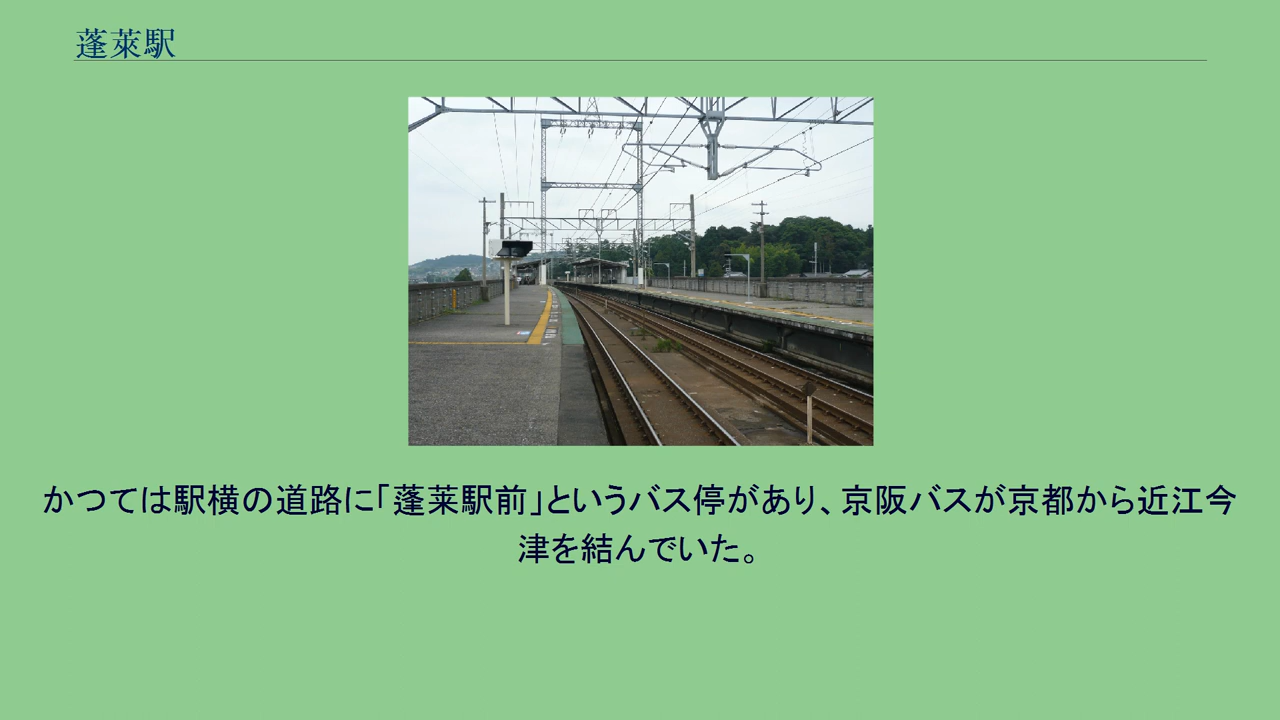 蓬莱駅
かつては駅横の道路に「蓬莱駅前」というバス停があり、京阪バスが京都から近江今
津を結んでいた。